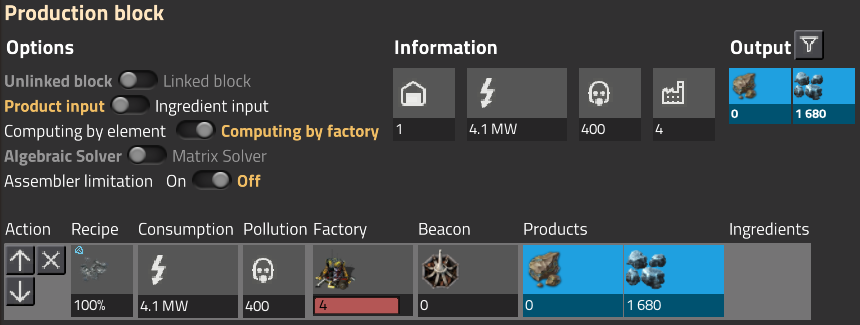 Production block
Options
Information
Output
Unlinked block Linked block
Product input Ingredient input
Computing by element Computing by factory
Algebraic Solver Matrix Solver
Assembler limitation On Off
1
4.1 MW
400
4
0
1 680
Action Recipe Consumption Pollution Factory Beacon Products Ingredients
100%
4.1 MW
400
4
0
0
1 680